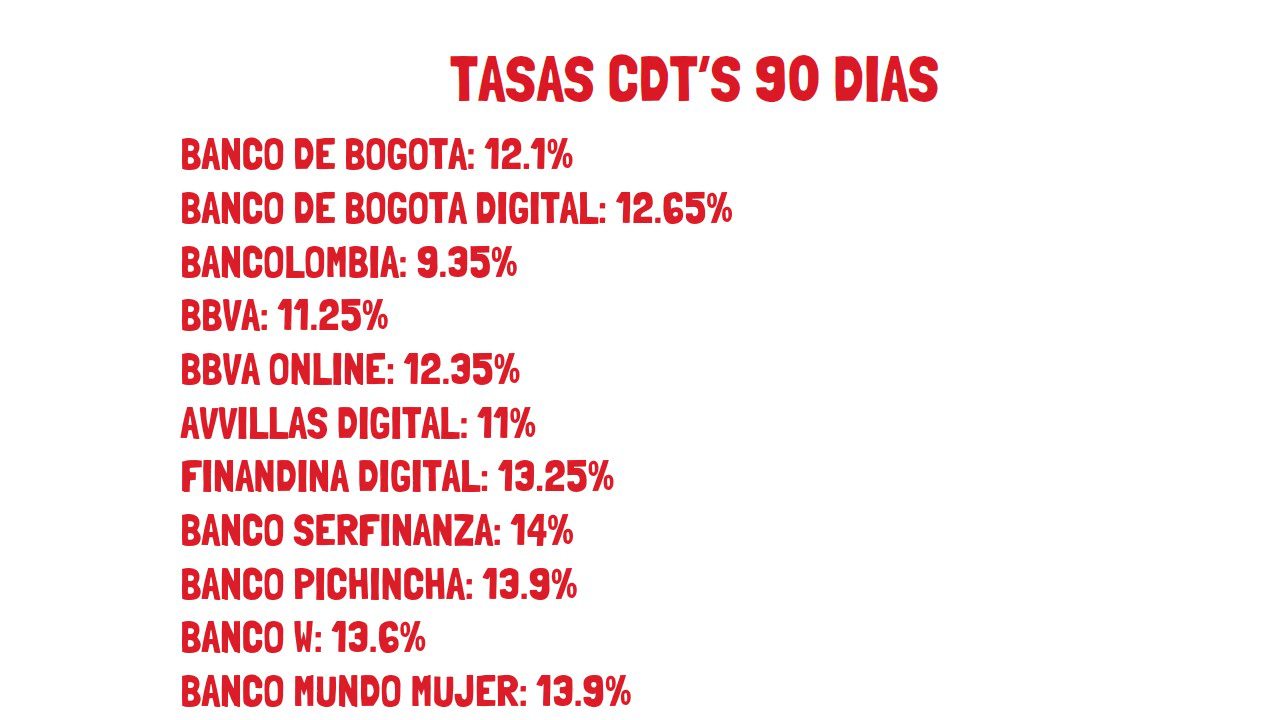 TASAS CDT'S 90 DIAS
BANCO DE BOGOTA: 12.1%
BANCO DE BOGOTA DIGITAL: 12.65%
BANCOLOMBIA: 9.35%
BBVA: 11.25%
BBVA ONLINE: 12.35%
AVVILLAS DIGITAL: 11%
FINANDINA DIGITAL: 13.25%
BANCO SERFINANZA: 14%
BANCO PICHINCHA: 13.9%
BANCO W: 13.6%
BANCO MUNDO MUJER: 13.9%